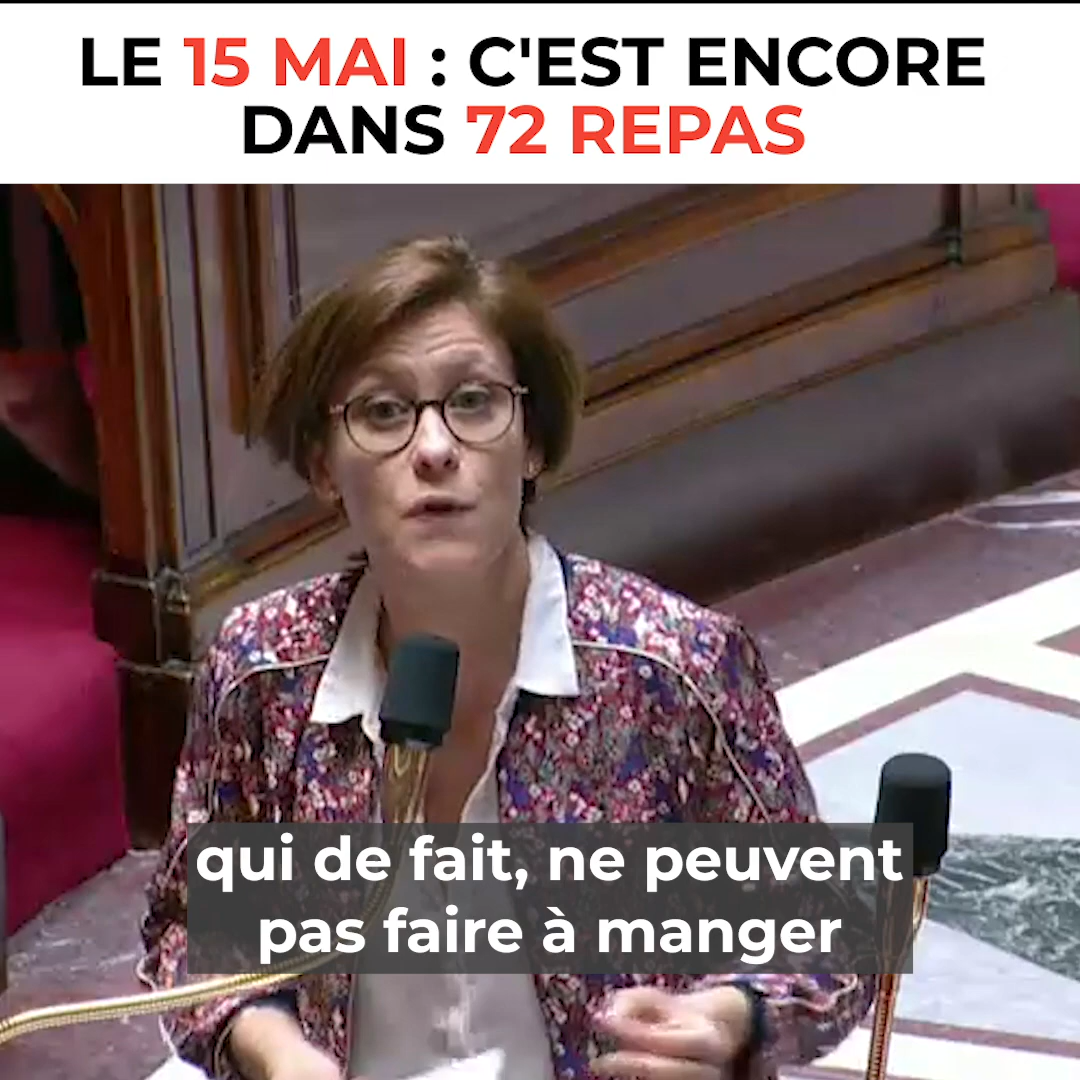 LE 15 MAI : C'EST ENCORE
DANS 72 REPAS
qui de fait, ne peuvent
pas faire à manger